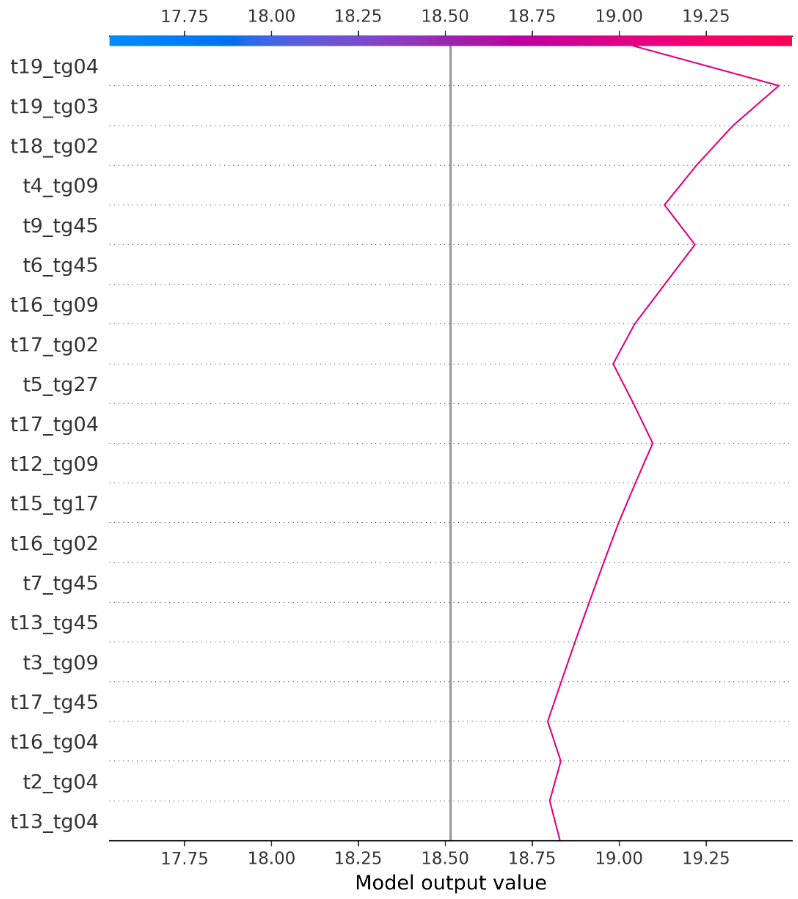 17.75 18.00 18.25 18.50 18.75 19.00 19.25
t19_tg04
t19_tg03
t18_tg02
t4_tg09
t9_tg45
t6_tg45
t16_tg09
t17_tg02
t5_tg27
t17_tg04
t12_tg09
t15_tg17
t16_tg02
t7_tg45
t13_tg45
t3_tg09
t17_tg45
t16_tg04
t2_tg04
t13_tg04
17.75 18.00 18.25 18.50 18.75 19.00 19.25
Model output value